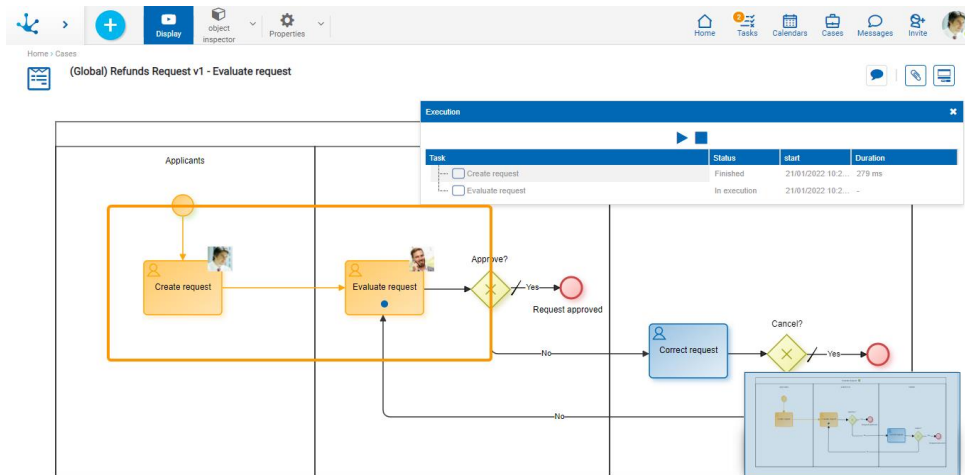 Display
object
inspector
Properties
Home
2
Tasks
Calendars
Cases
Messages
Invite
Home › Cases
(Global) Refunds Request v1 - Evaluate request
Execution
Task Status start Duration
Create request Finished 21/01/2022 10:2... 279 ms
Evaluate request In execution 21/01/2022 10:2... -
Applicants
Create request
Evaluate request
Approve?
Yes
Request approved
No
Correct request
Cancel?
Yes
No